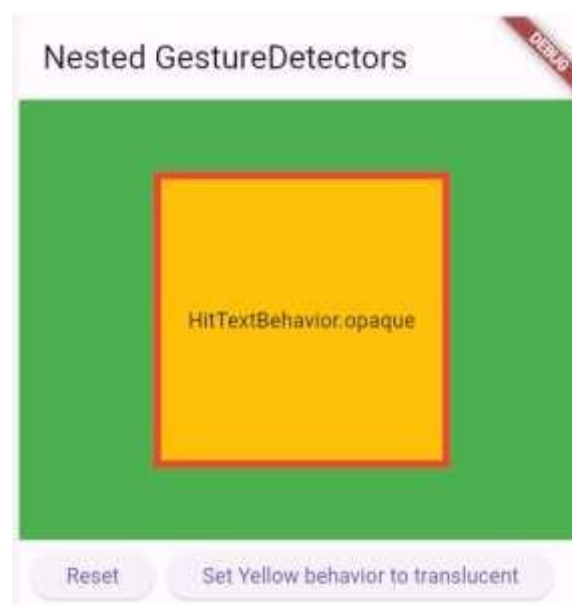 Nested GestureDetectors
DEBUG
HitTextBehavior.opaque
Reset
Set Yellow behavior to translucent